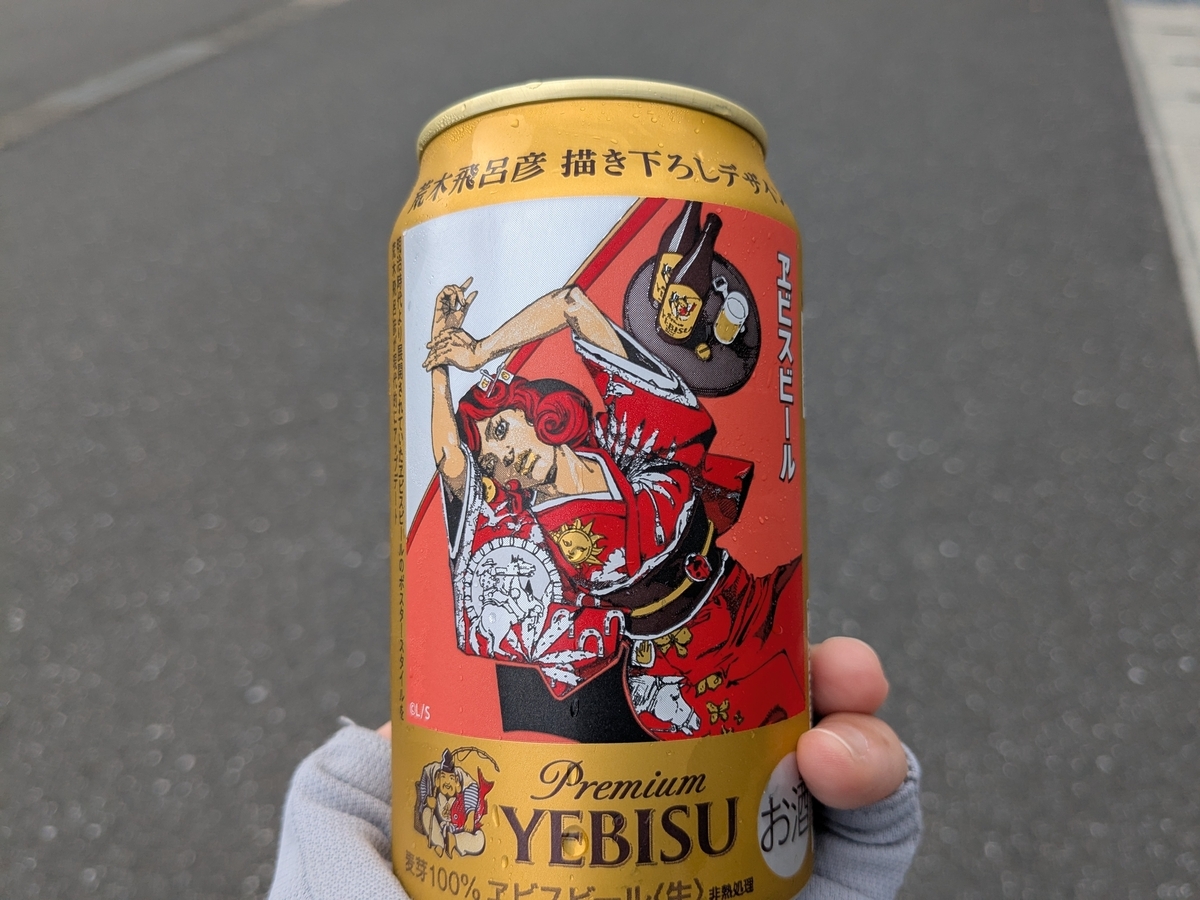 荒木飛呂彦 描き下ろしデザイン
ヱビスビール
YEBISU
©L/S
Premium
YEBISU
お酒
麦芽100% ヱビスビール〈生〉非熱処理